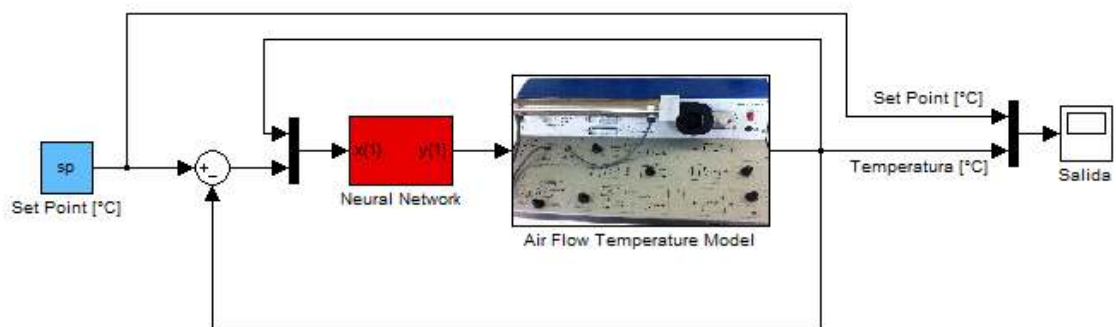 Set Point [°C]
sp
+
−
Set Point [°C]
x(1) y(1)
Neural Network
Air Flow Temperature Model
Temperatura [°C]
Salida